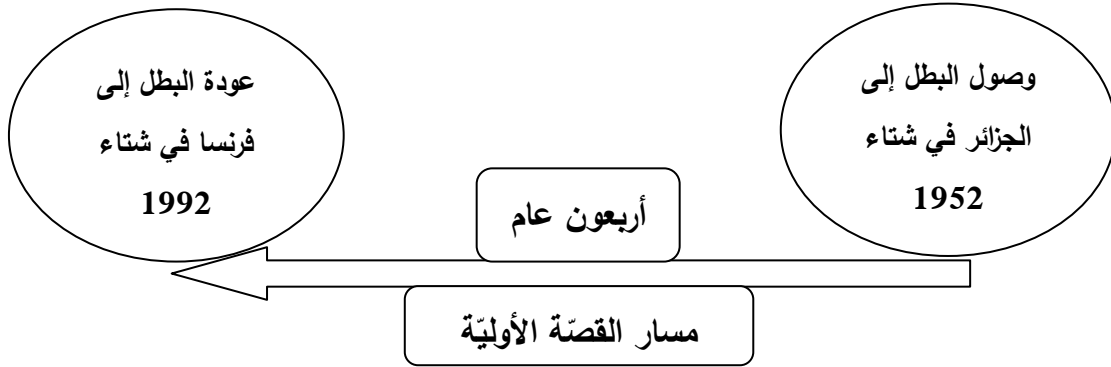 وصول البطل إلى
الجزائر في شتاء
1952
أربعون عام
مسار القصّة الأوليّة
عودة البطل إلى
فرنسا في شتاء
1992